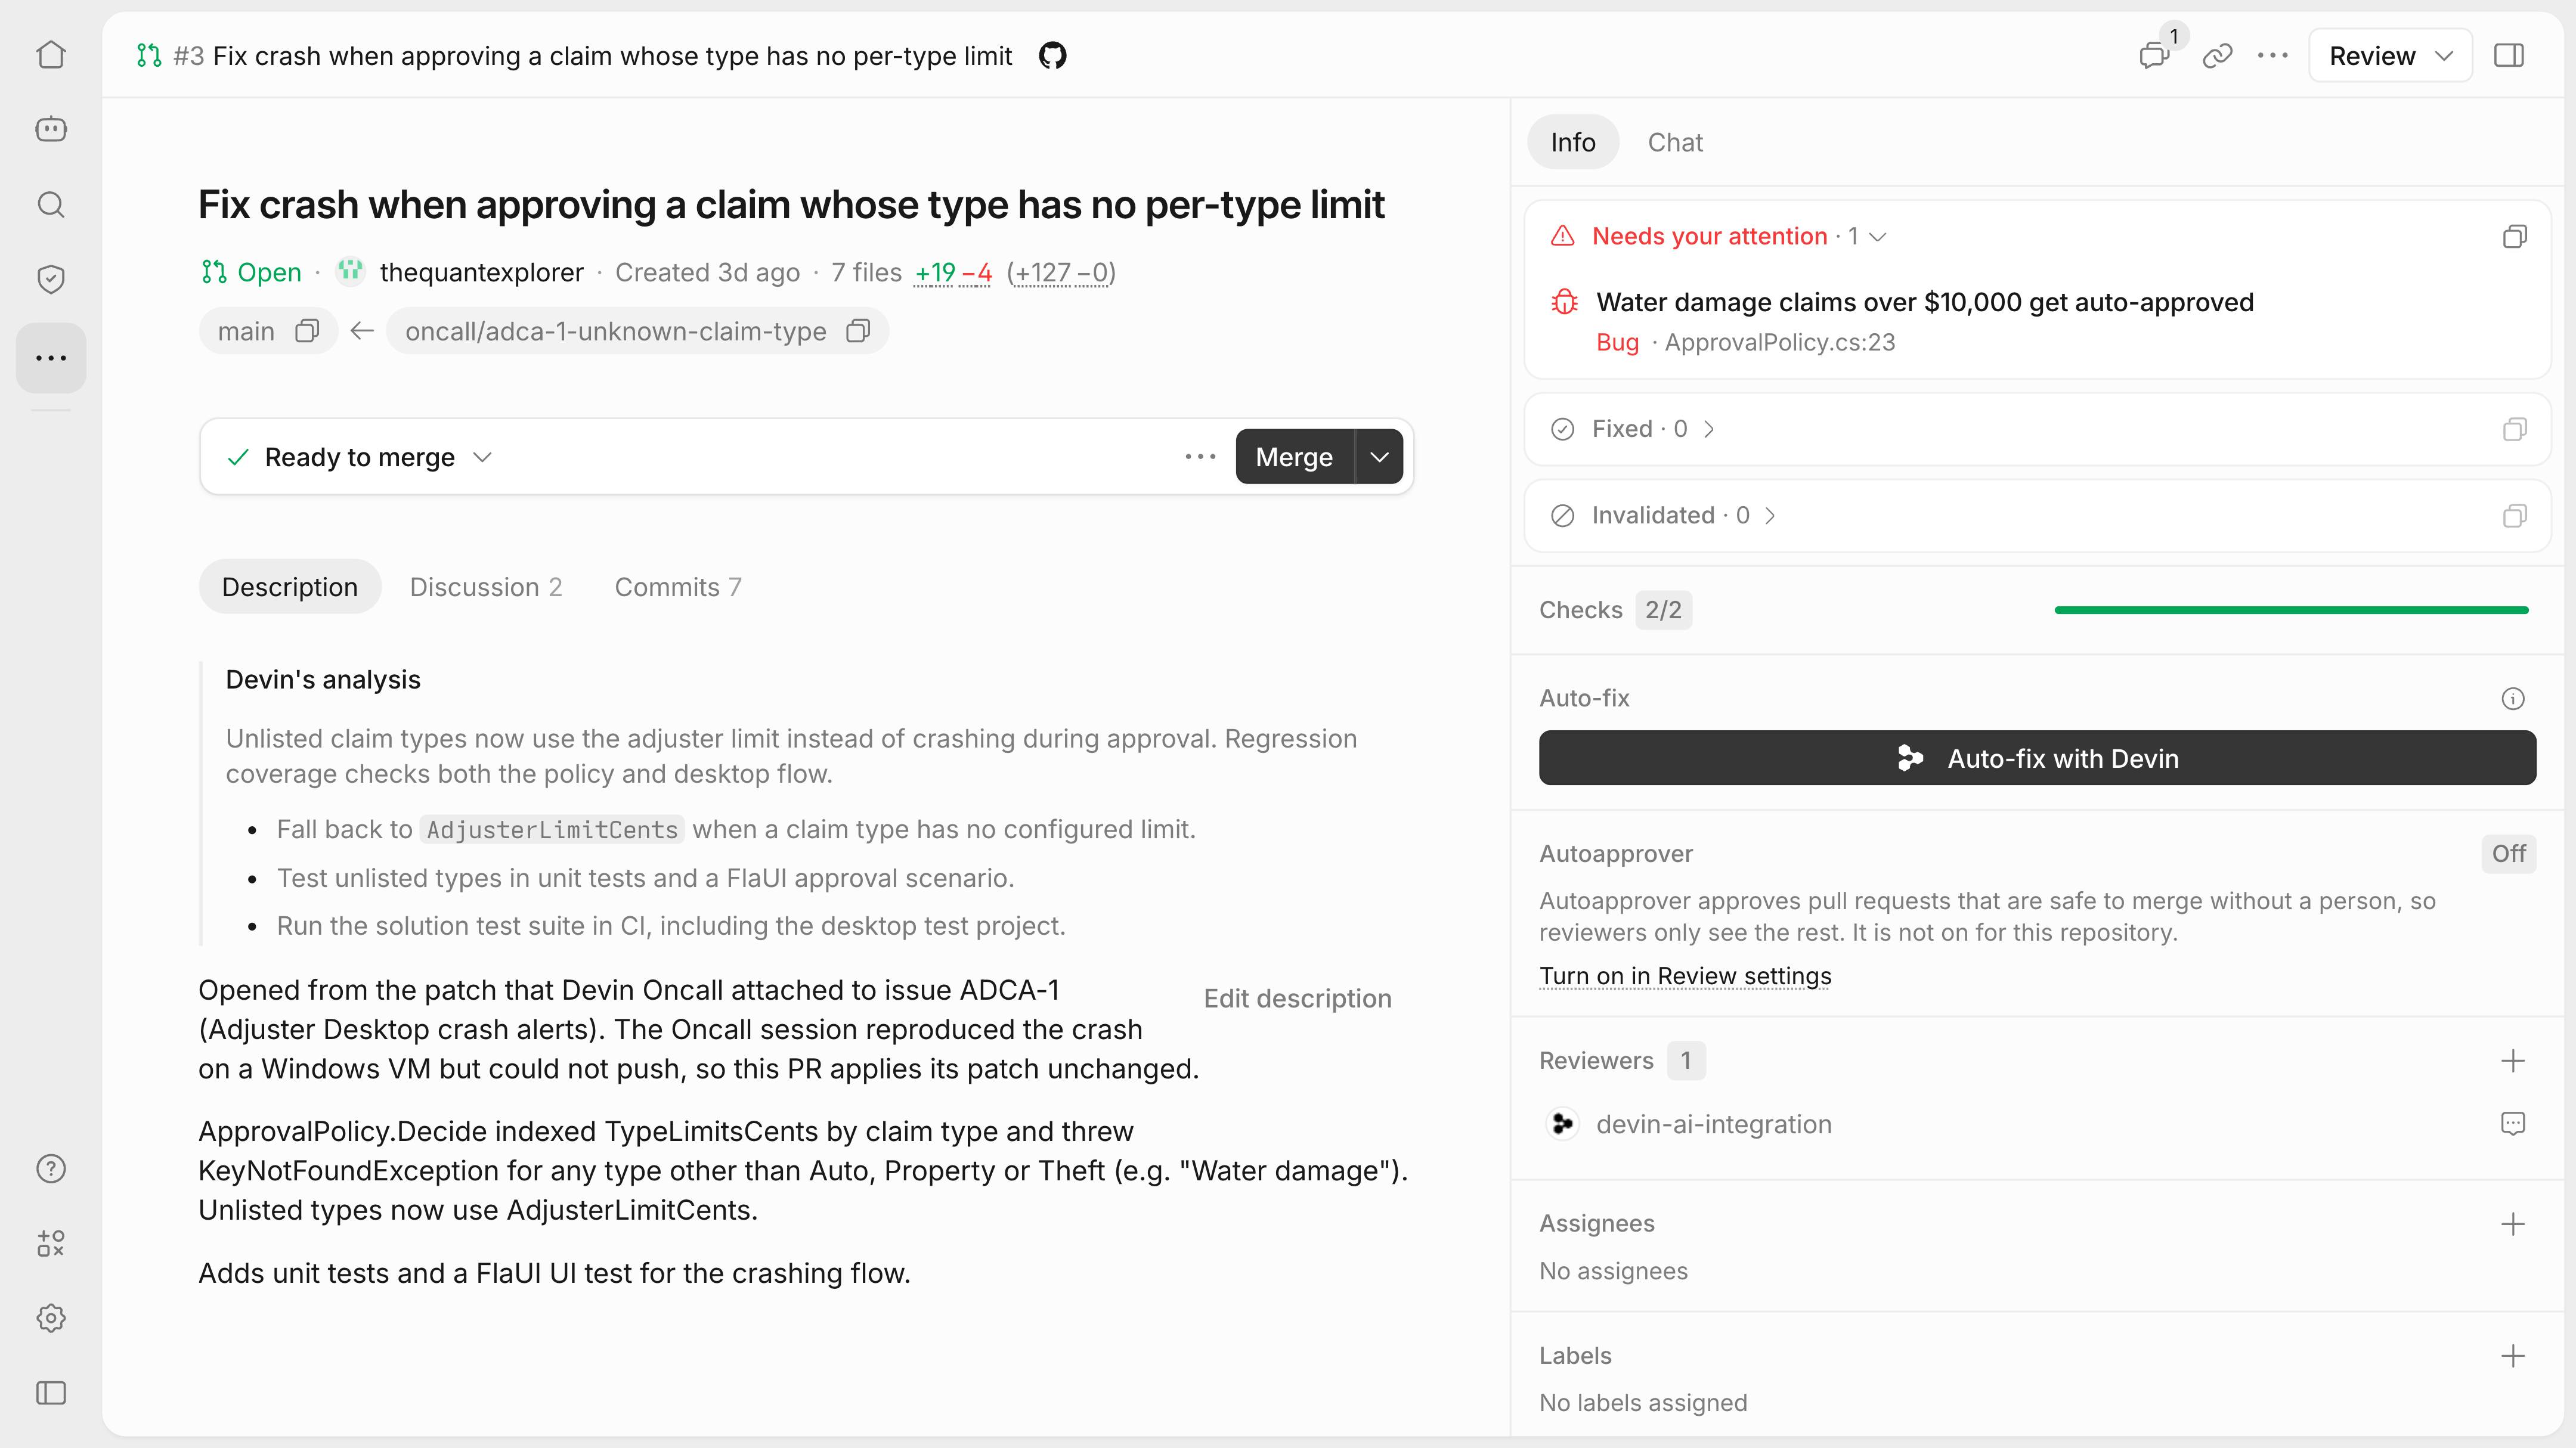 #3 Fix crash when approving a claim whose type has no per-type limit
1
Review
Fix crash when approving a claim whose type has no per-type limit
Open · thequantexplorer · Created 3d ago · 7 files +19 −4 (+127 −0)
main ← oncall/adca-1-unknown-claim-type
Ready to merge
Merge
Description
Discussion 2
Commits 7
Devin's analysis
Unlisted claim types now use the adjuster limit instead of crashing during approval. Regression
coverage checks both the policy and desktop flow.
• Fall back to AdjusterLimitCents when a claim type has no configured limit.
• Test unlisted types in unit tests and a FlaUI approval scenario.
• Run the solution test suite in CI, including the desktop test project.
Edit description
Opened from the patch that Devin Oncall attached to issue ADCA-1
(Adjuster Desktop crash alerts). The Oncall session reproduced the crash
on a Windows VM but could not push, so this PR applies its patch unchanged.
ApprovalPolicy.Decide indexed TypeLimitsCents by claim type and threw
KeyNotFoundException for any type other than Auto, Property or Theft (e.g. "Water damage").
Unlisted types now use AdjusterLimitCents.
Adds unit tests and a FlaUI UI test for the crashing flow.
Info
Chat
Needs your attention · 1
Water damage claims over $10,000 get auto-approved
Bug · ApprovalPolicy.cs:23
Fixed · 0
Invalidated · 0
Checks 2/2
Auto-fix
Auto-fix with Devin
Autoapprover
Off
Autoapprover approves pull requests that are safe to merge without a person, so
reviewers only see the rest. It is not on for this repository.
Turn on in Review settings
Reviewers 1
devin-ai-integration
Assignees
No assignees
Labels
No labels assigned